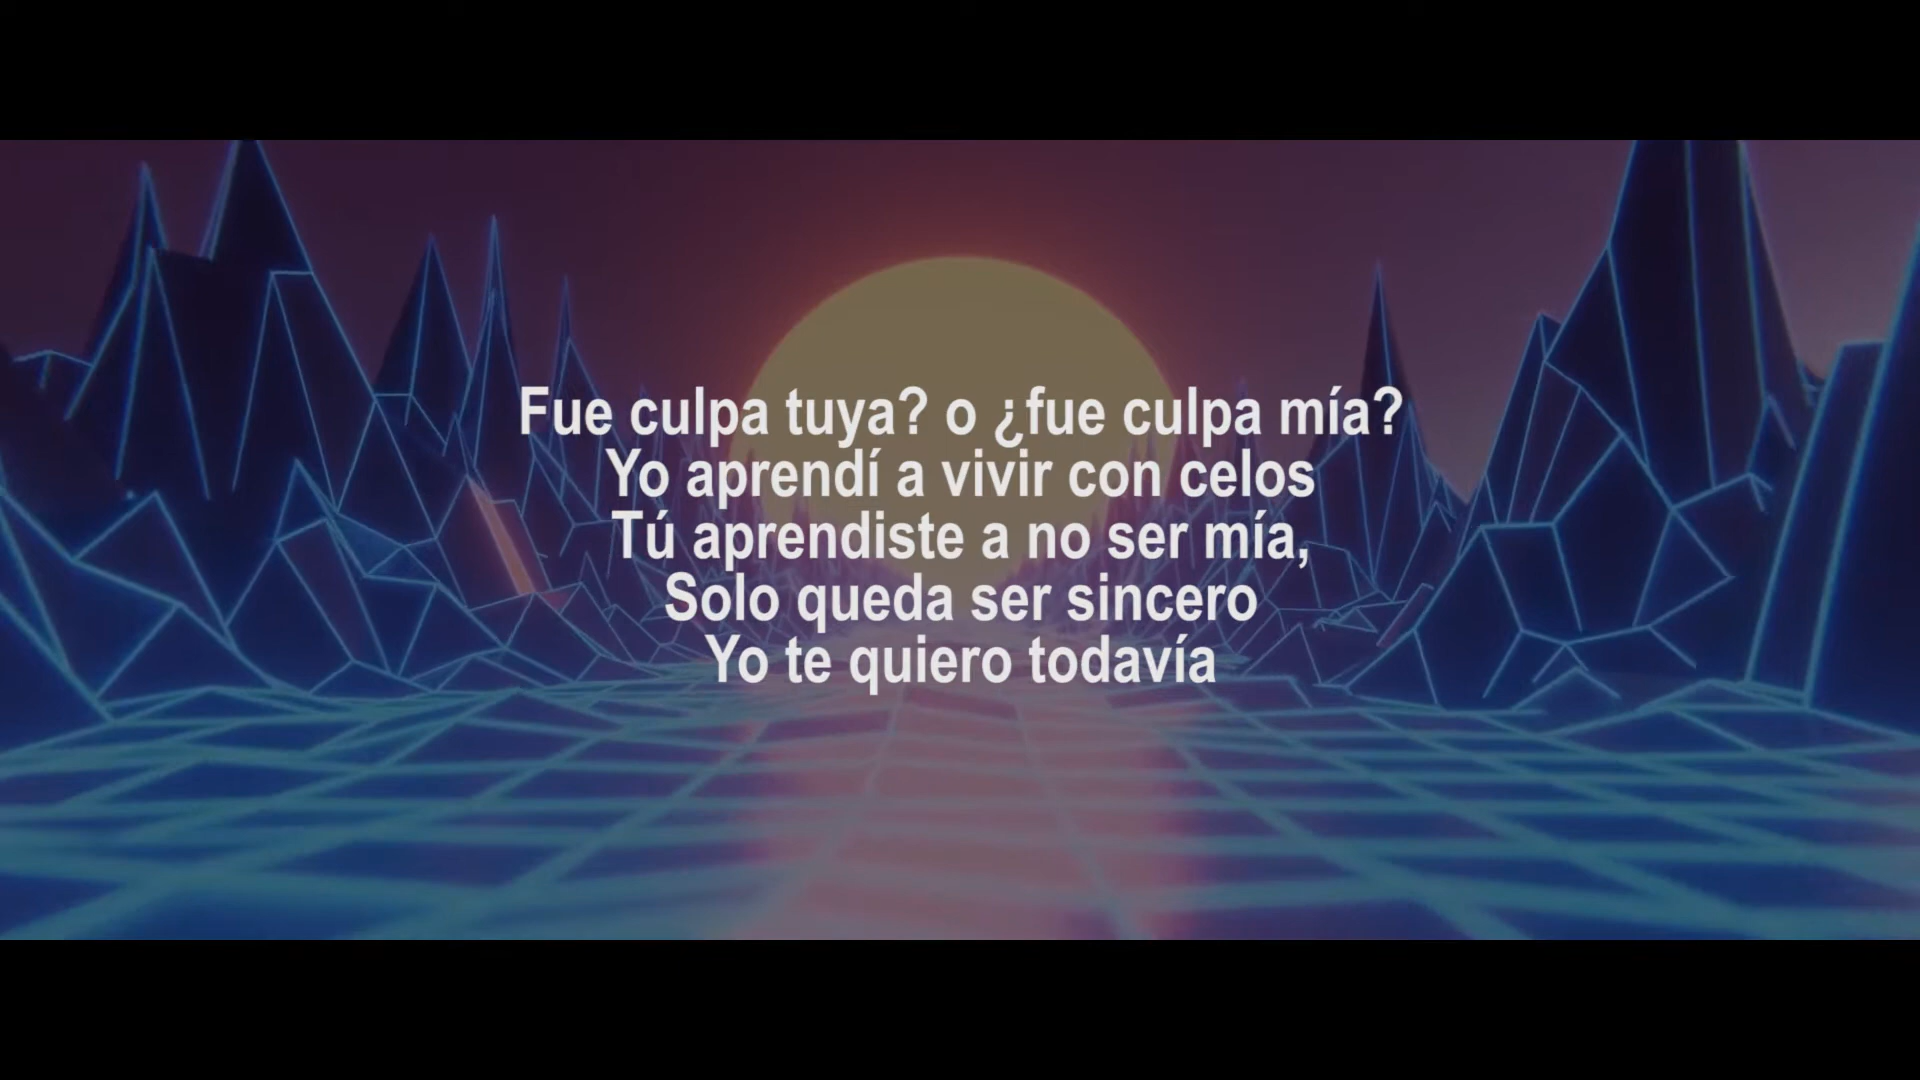 Fue culpa tuya? o ¿fue culpa mía?
Yo aprendí a vivir con celos
Tú aprendiste a no ser mía,
Solo queda ser sincero
Yo te quiero todavía